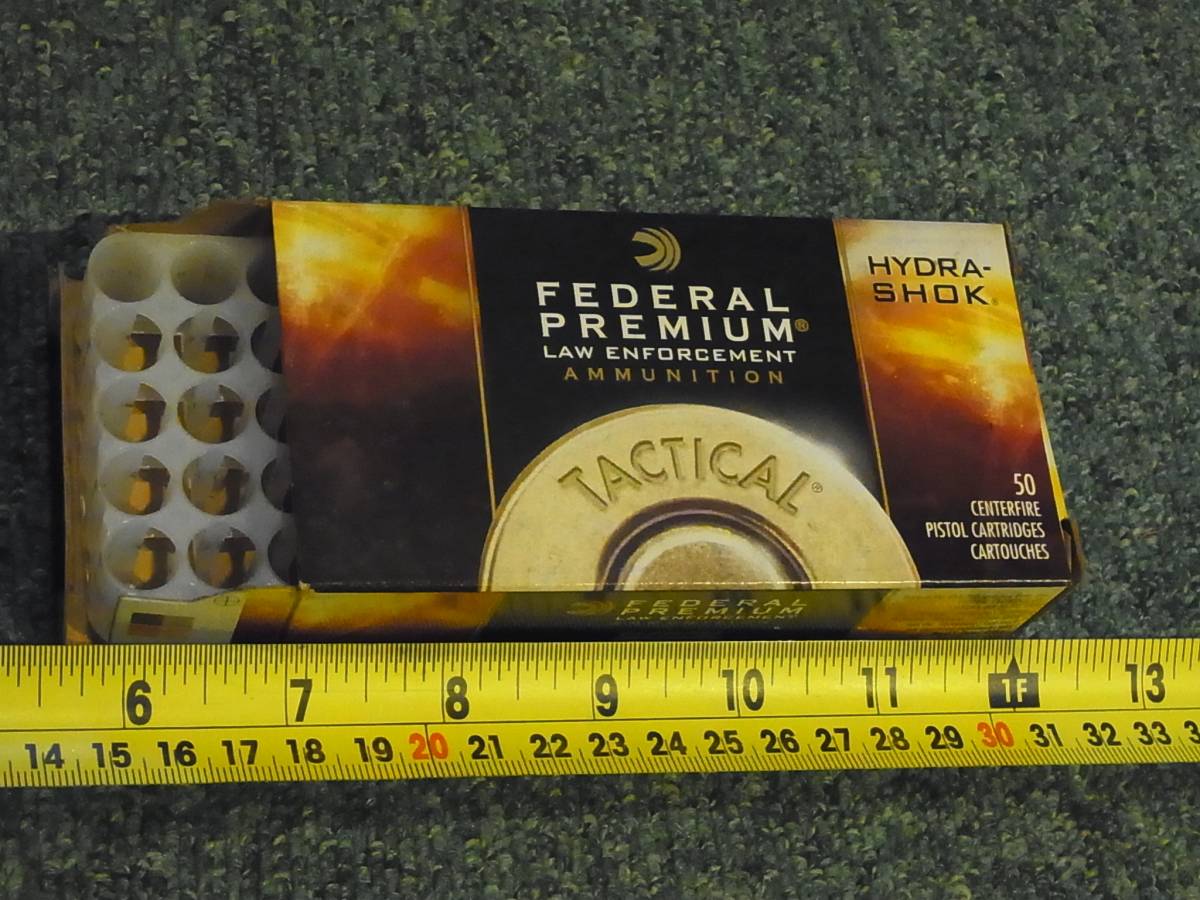 FEDERAL
PREMIUM®
LAW ENFORCEMENT
AMMUNITION
HYDRA-
SHOK®
TACTICAL®
50
CENTERFIRE
PISTOL CARTRIDGES
CARTOUCHES
FEDERAL
PREMIUM
LAW ENFORCEMENT
6 7 8 9 10 11 1F 13
14 15 16 17 18 19 20 21 22 23 24 25 26 27 28 29 30 31 32 33